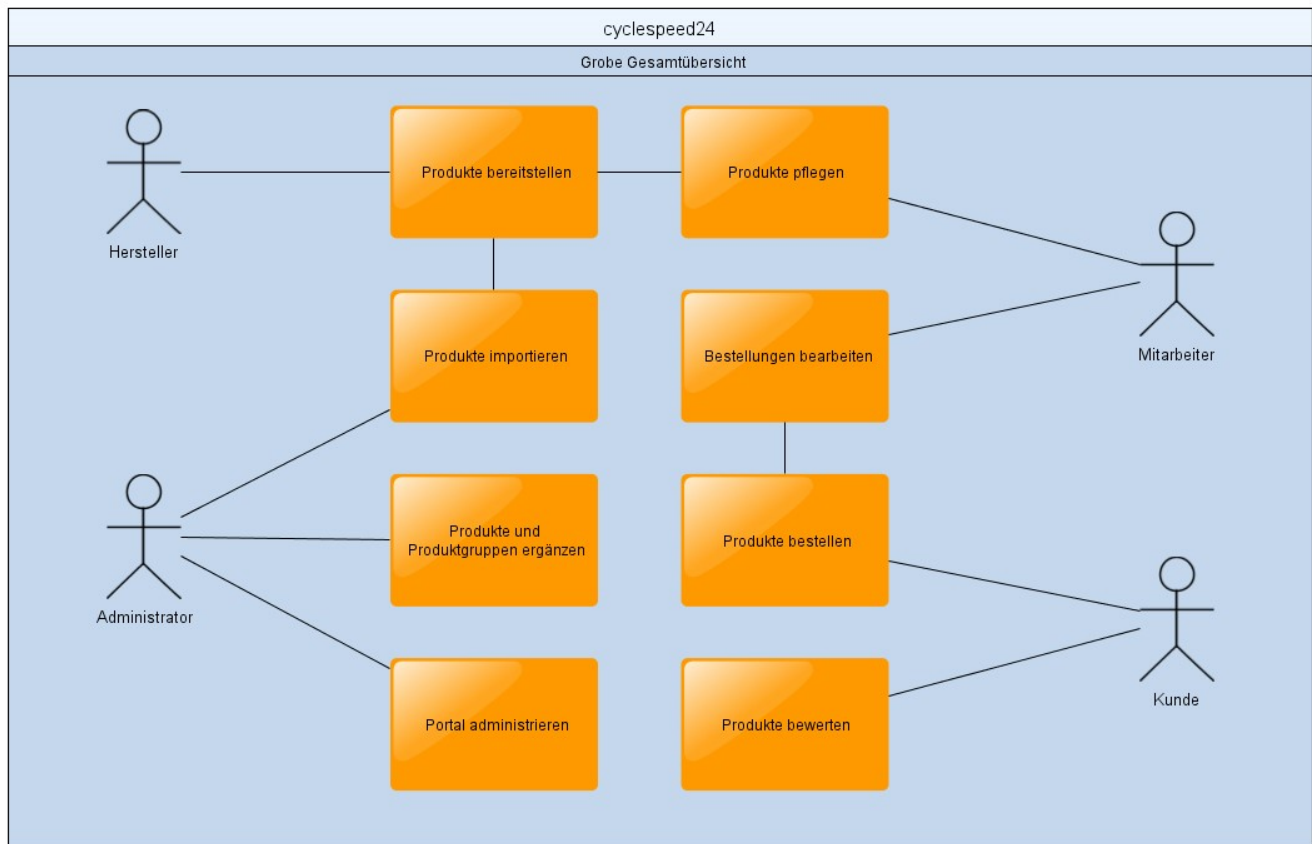 cyclespeed24
Grobe Gesamtübersicht
Produkte bereitstellen
Produkte pflegen
Hersteller
Produkte importieren
Bestellungen bearbeiten
Mitarbeiter
Produkte und
Produktgruppen ergänzen
Produkte bestellen
Administrator
Portal administrieren
Produkte bewerten
Kunde